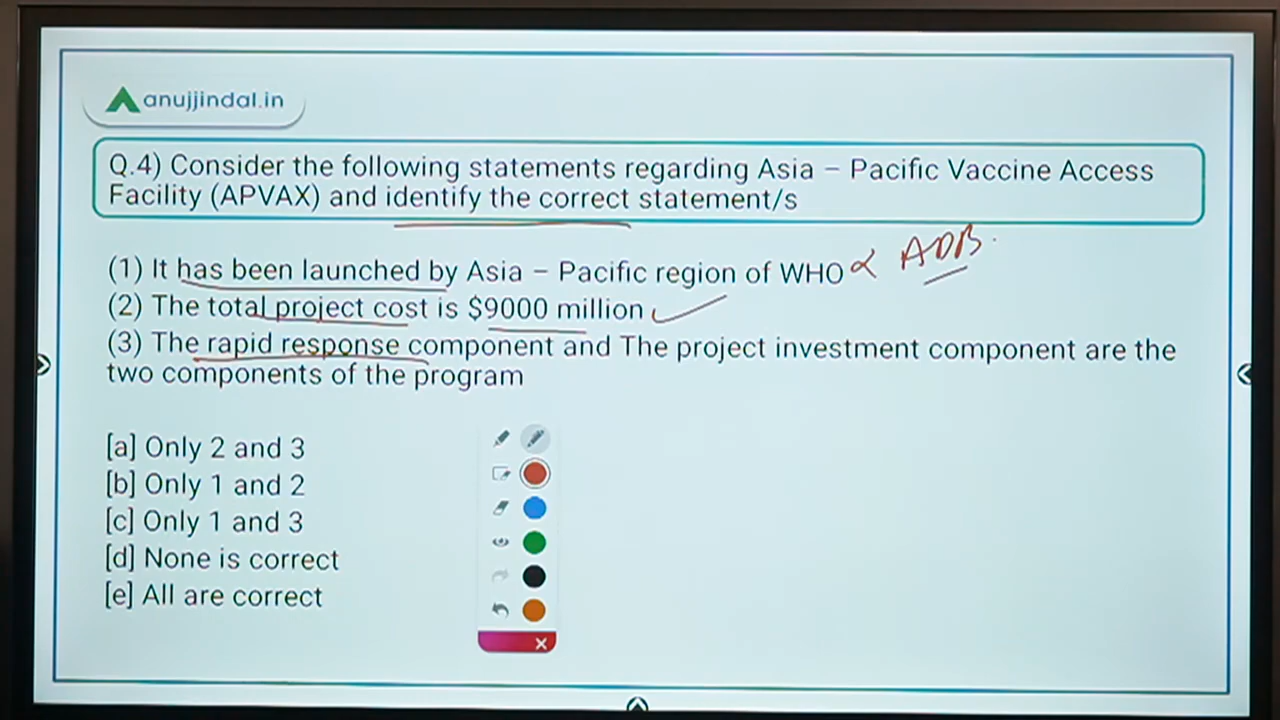 anujjindal.in
Q.4) Consider the following statements regarding Asia – Pacific Vaccine Access
Facility (APVAX) and identify the correct statement/s
(1) It has been launched by Asia – Pacific region of WHO
ADB
(2) The total project cost is $9000 million
(3) The rapid response component and The project investment component are the
two components of the program
[a] Only 2 and 3
[b] Only 1 and 2
[c] Only 1 and 3
[d] None is correct
[e] All are correct